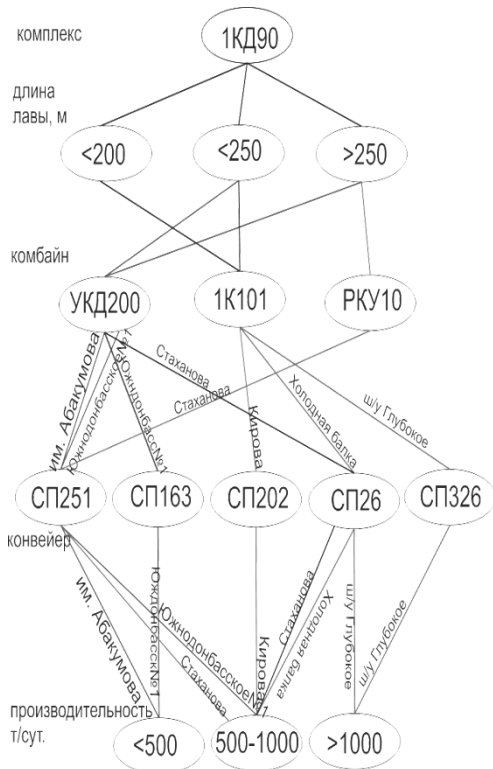 комплекс
1КД90
длина
лавы, м
<200
<250
>250
комбайн
УКД200
1К101
РКУ10
им. Абакумова
Южнодонбасское№1
Южндонбасс№1
Стаханова
Стаханова
Кирова
Холодная балка
ш/у Глубокое
СП251
СП163
СП202
СП26
СП326
конвейер
им. Абакумова
Юждонбасск№1
Южнодонбасское№1
Стаханова
Кирова
Стаханова
Холодная балка
ш/у Глубокое
ш/у Глубокое
производительность
т/сут.
<500
500-1000
>1000